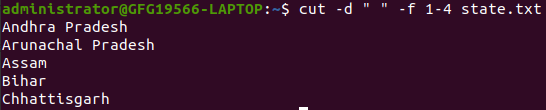 administrator@GFG19566-LAPTOP:~$ cut -d " " -f 1-4 state.txt
Andhra Pradesh
Arunachal Pradesh
Assam
Bihar
Chhattisgarh